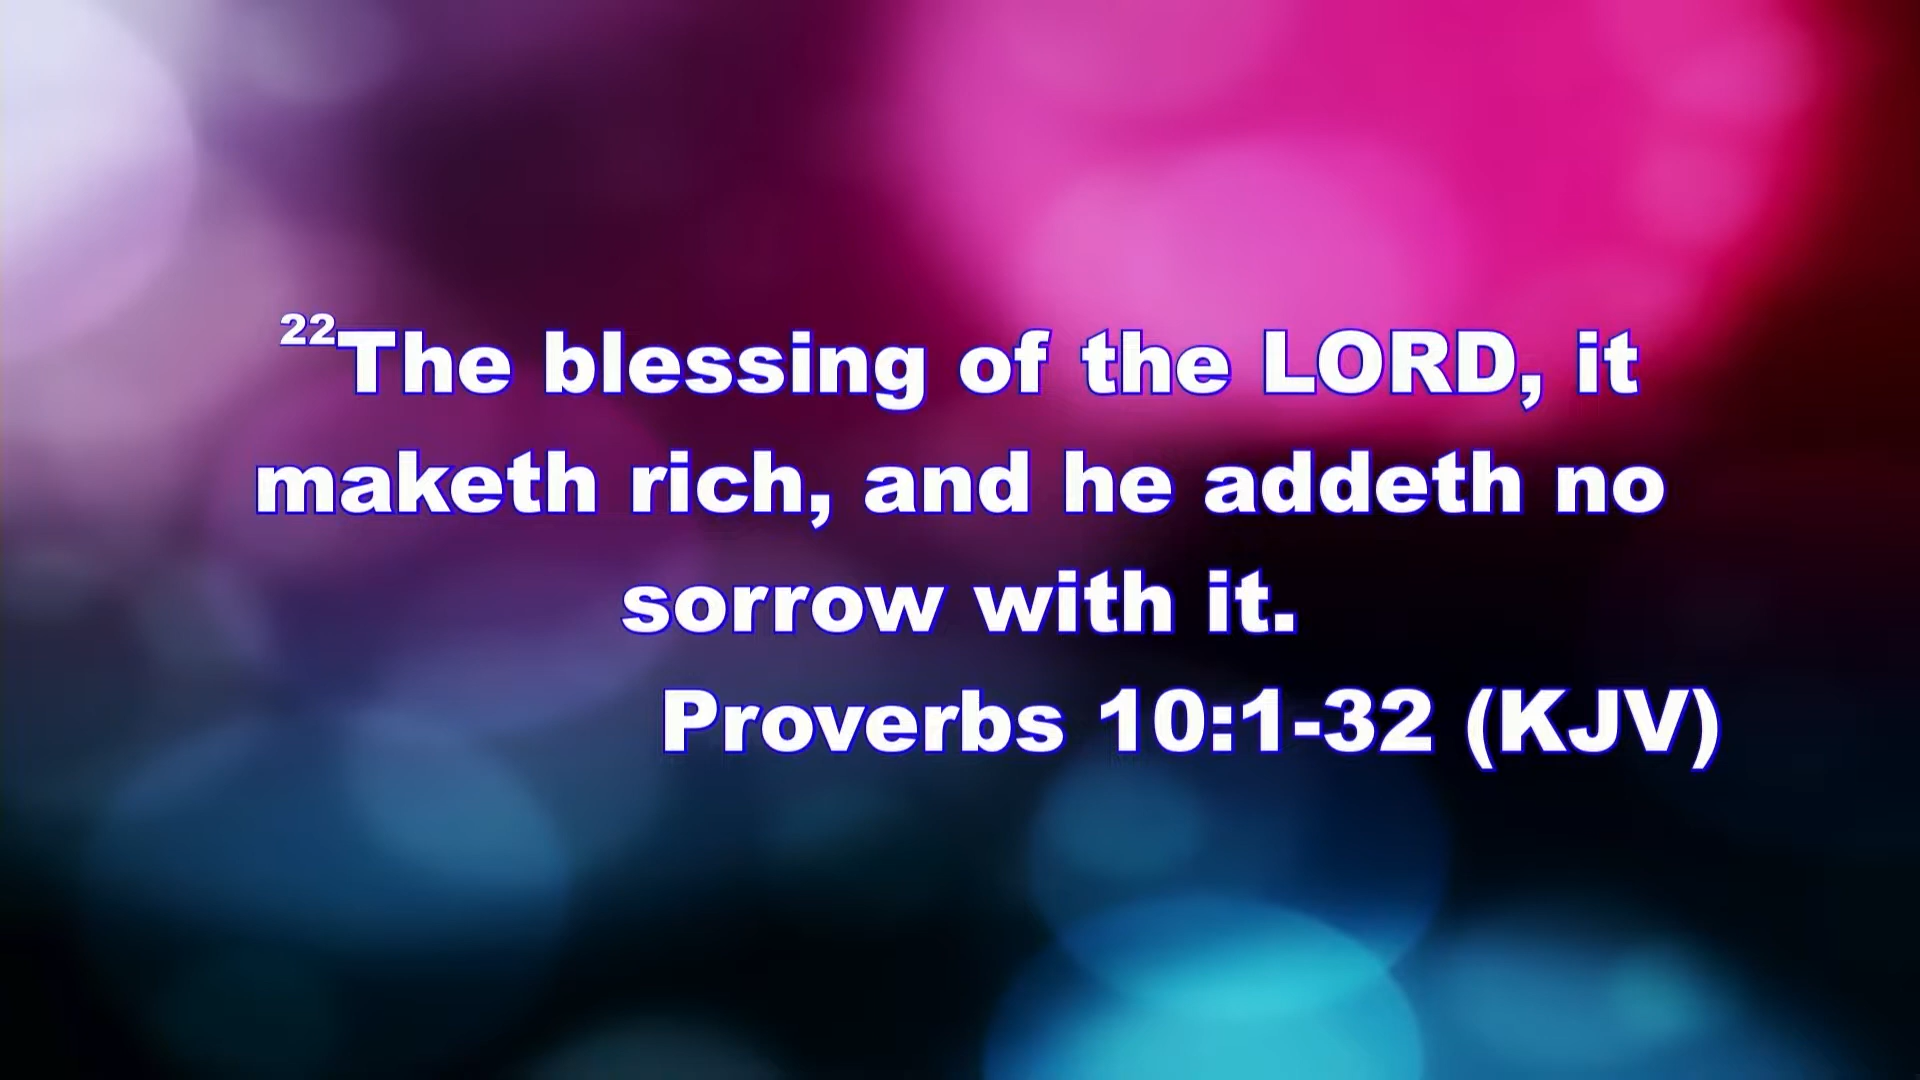 22The blessing of the LORD, it
maketh rich, and he addeth no
sorrow with it.
Proverbs 10:1-32 (KJV)